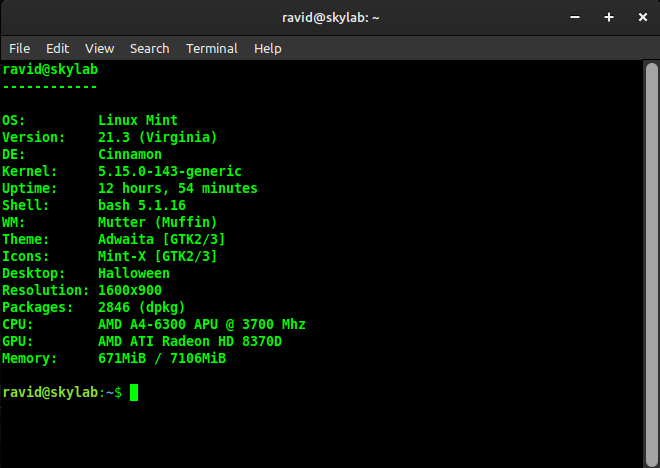 ravid@skylab: ~
File Edit View Search Terminal Help
ravid@skylab
------------
OS: Linux Mint
Version: 21.3 (Virginia)
DE: Cinnamon
Kernel: 5.15.0-143-generic
Uptime: 12 hours, 54 minutes
Shell: bash 5.1.16
WM: Mutter (Muffin)
Theme: Adwaita [GTK2/3]
Icons: Mint-X [GTK2/3]
Desktop: Halloween
Resolution: 1600x900
Packages: 2846 (dpkg)
CPU: AMD A4-6300 APU @ 3700 Mhz
GPU: AMD ATI Radeon HD 8370D
Memory: 671MiB / 7106MiB
ravid@skylab:~$